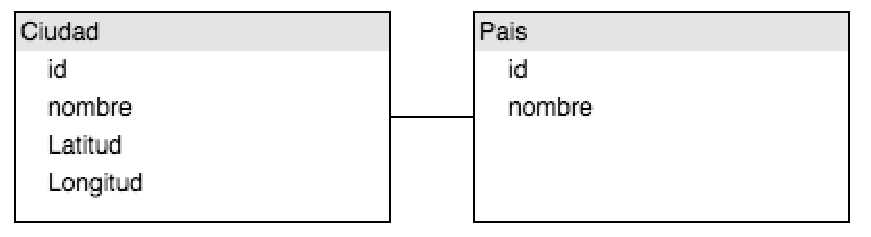 Ciudad
id
nombre
Latitud
Longitud
Pais
id
nombre